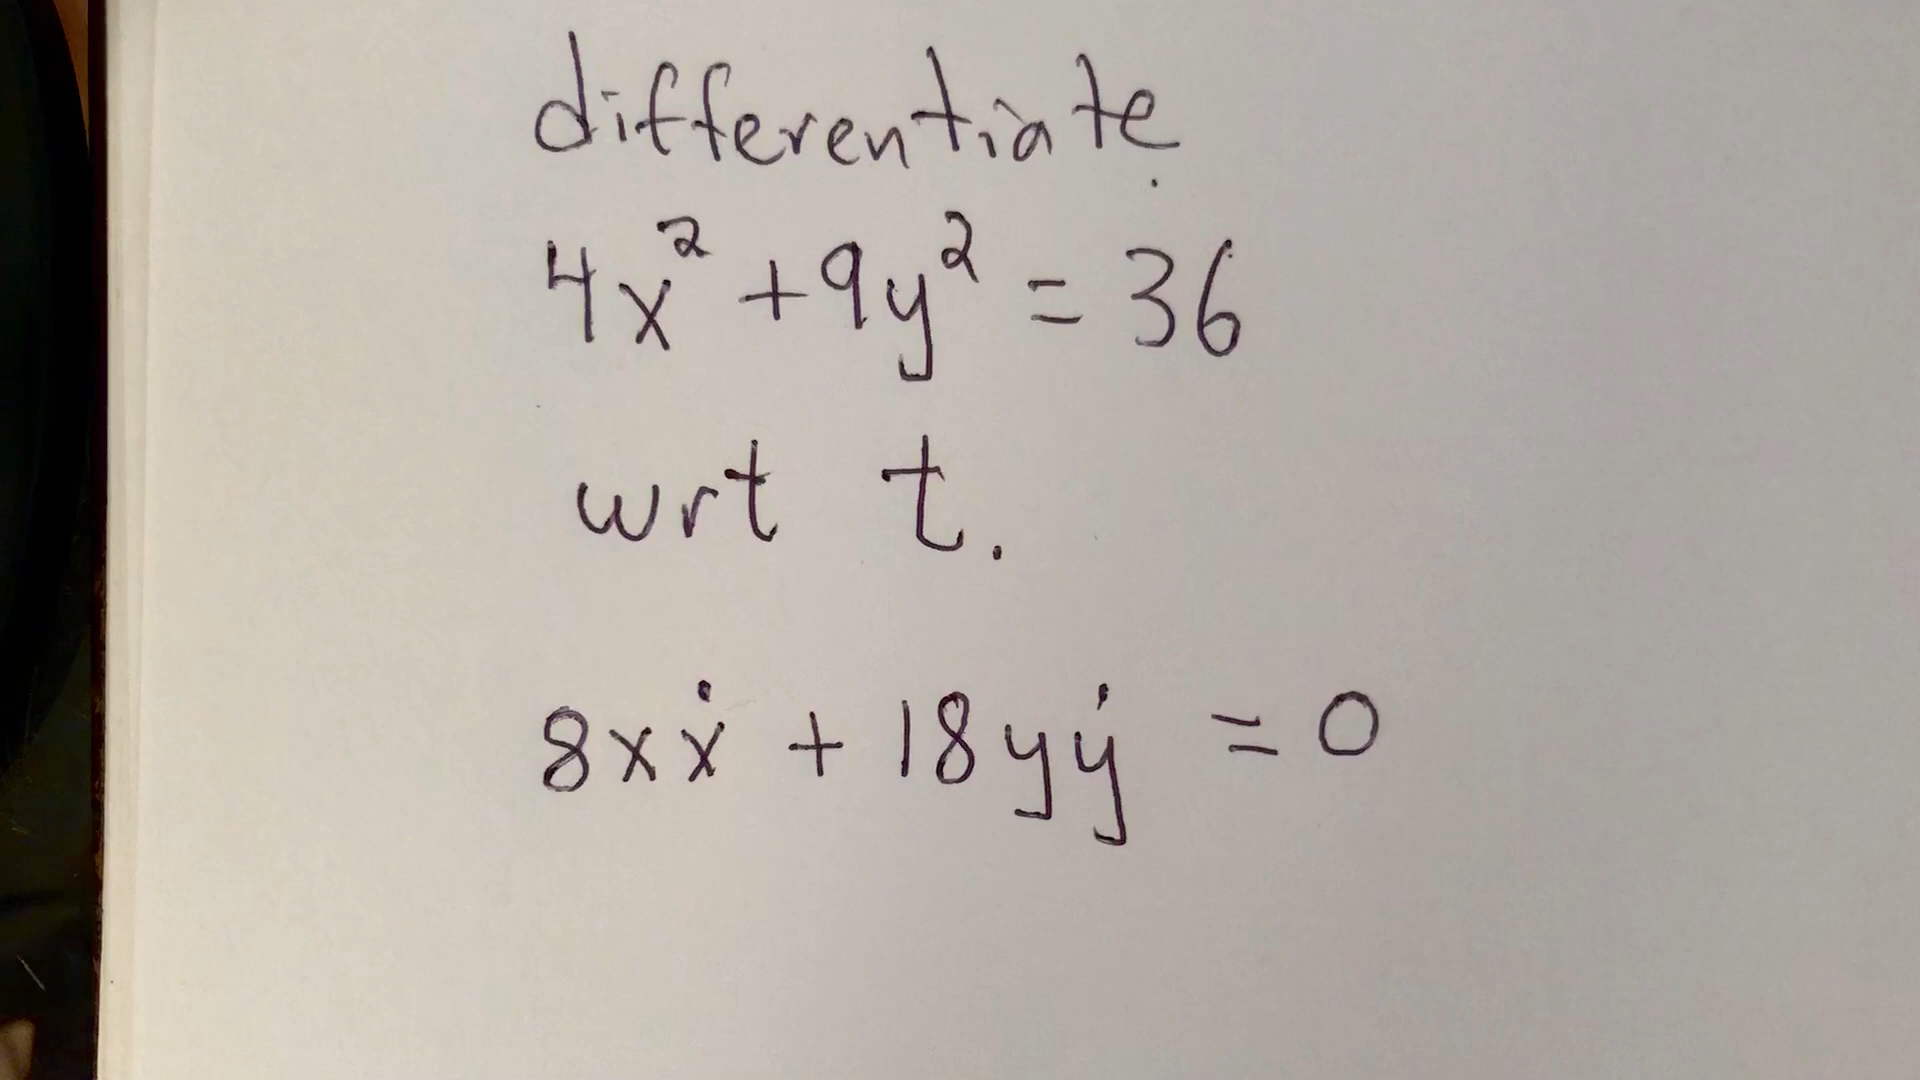 differentiate
4x² + 9y² = 36
wrt t.
8xẋ + 18yẏ = 0